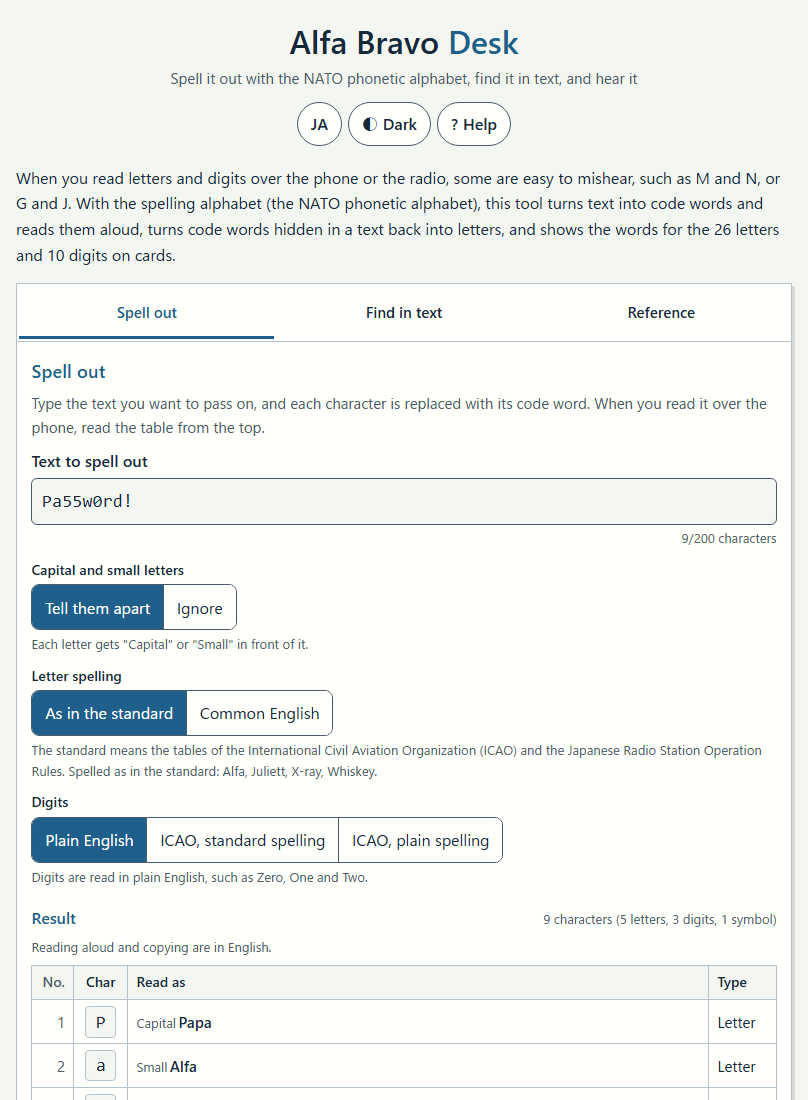 Alfa Bravo Desk
Spell it out with the NATO phonetic alphabet, find it in text, and hear it
JA
Dark
? Help
When you read letters and digits over the phone or the radio, some are easy to mishear, such as M and N, or
G and J. With the spelling alphabet (the NATO phonetic alphabet), this tool turns text into code words and
reads them aloud, turns code words hidden in a text back into letters, and shows the words for the 26 letters
and 10 digits on cards.
Spell out Find in text Reference
Spell out
Type the text you want to pass on, and each character is replaced with its code word. When you read it over the
phone, read the table from the top.
Text to spell out
Pa55w0rd!
9/200 characters
Capital and small letters
Tell them apart Ignore
Each letter gets "Capital" or "Small" in front of it.
Letter spelling
As in the standard Common English
The standard means the tables of the International Civil Aviation Organization (ICAO) and the Japanese Radio Station Operation
Rules. Spelled as in the standard: Alfa, Juliett, X-ray, Whiskey.
Digits
Plain English ICAO, standard spelling ICAO, plain spelling
Digits are read in plain English, such as Zero, One and Two.
Result 9 characters (5 letters, 3 digits, 1 symbol)
Reading aloud and copying are in English.
No. Char Read as Type
1 P Capital Papa Letter
2 a Small Alfa Letter